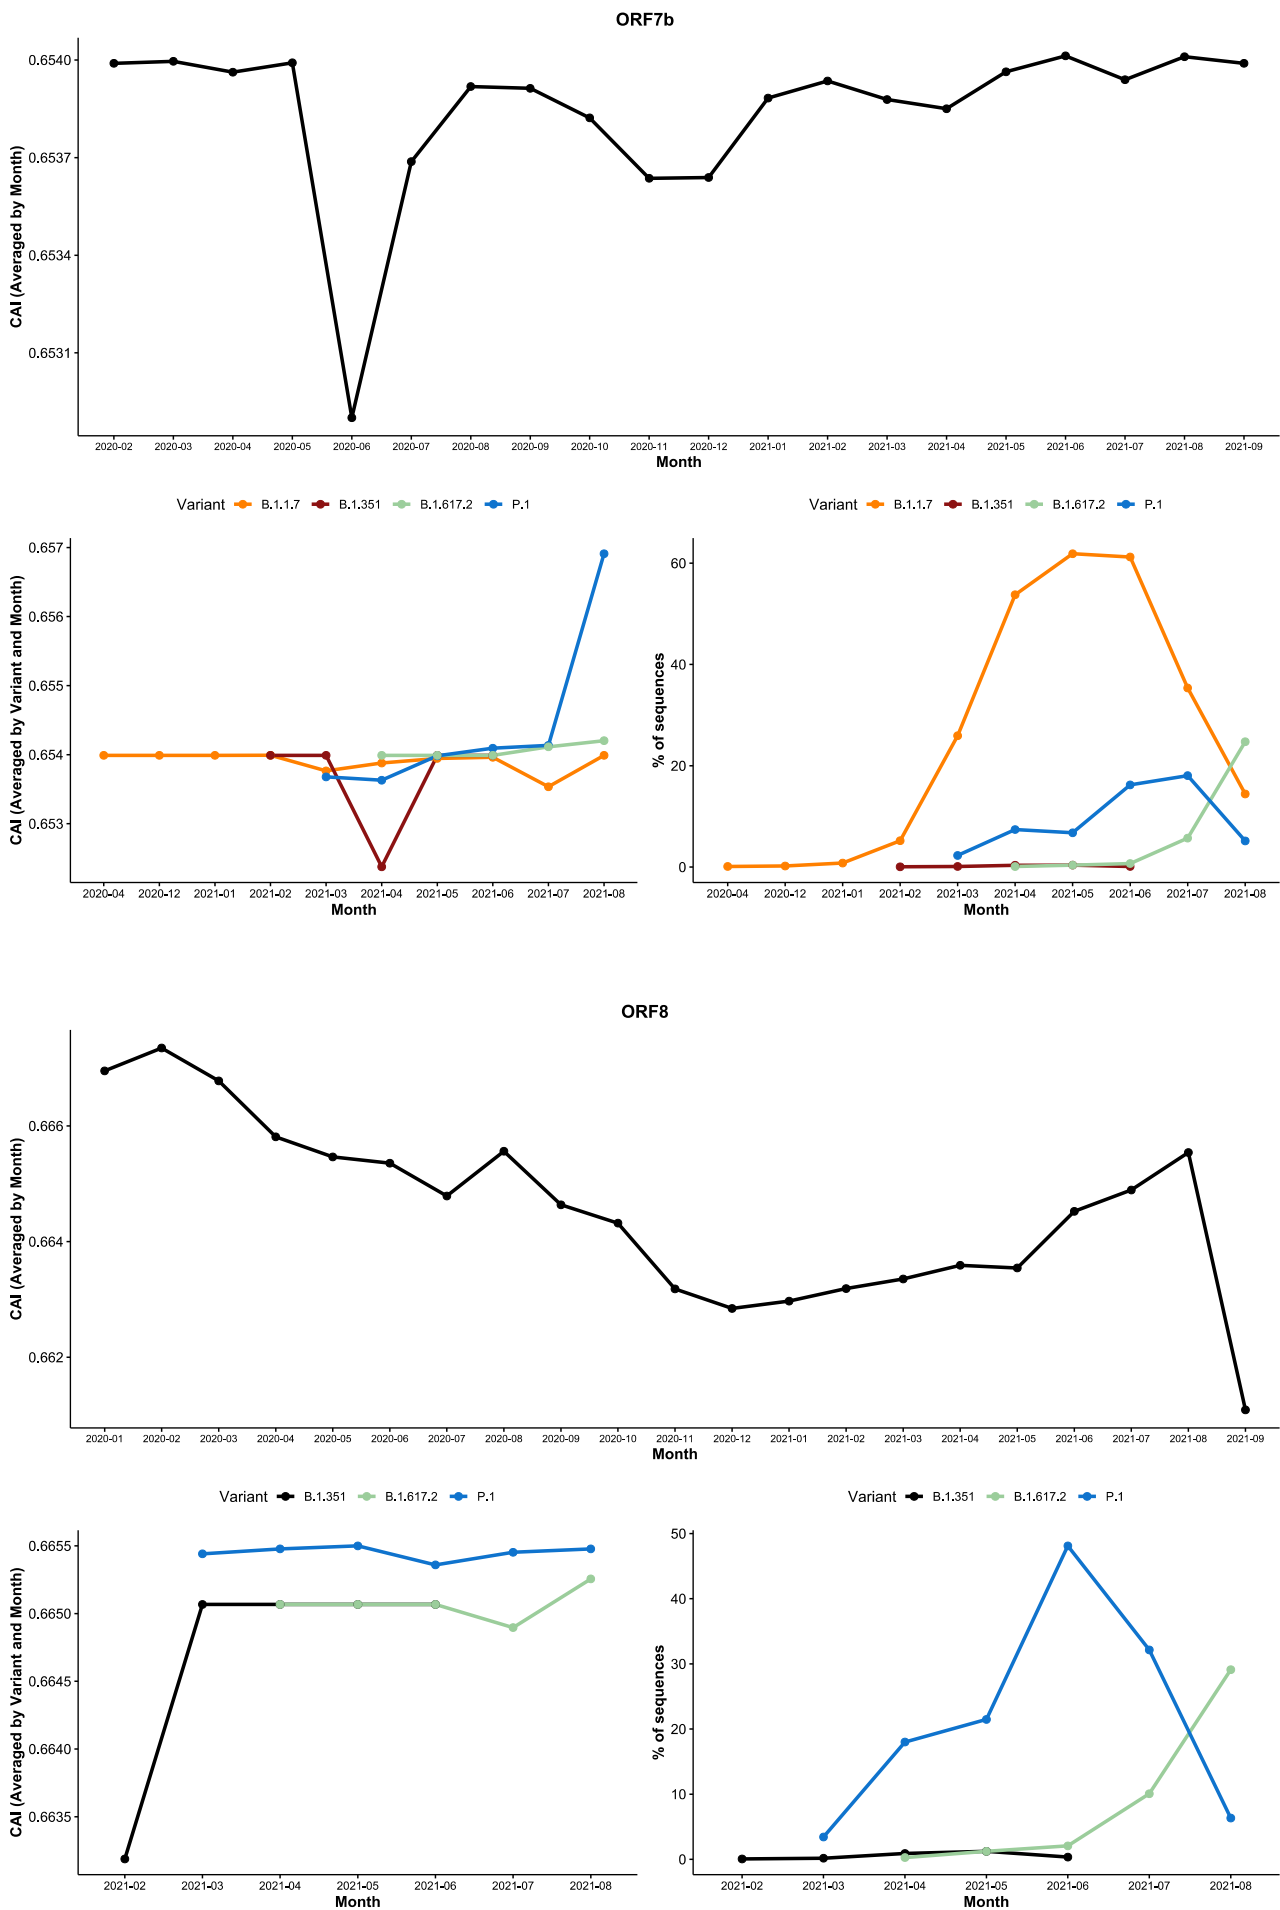 ORF7b
CAI (Averaged by Month)
0.6540
0.6537
0.6534
0.6531
2020-02 2020-03 2020-04 2020-05 2020-06 2020-07 2020-08 2020-09 2020-10 2020-11 2020-12 2021-01 2021-02 2021-03 2021-04 2021-05 2021-06 2021-07 2021-08 2021-09
Month
Variant B.1.1.7 B.1.351 B.1.617.2 P.1
CAI (Averaged by Variant and Month)
0.657
0.656
0.655
0.654
0.653
2020-04 2020-12 2021-01 2021-02 2021-03 2021-04 2021-05 2021-06 2021-07 2021-08
Month
Variant B.1.1.7 B.1.351 B.1.617.2 P.1
% of sequences
60
40
20
0
2020-04 2020-12 2021-01 2021-02 2021-03 2021-04 2021-05 2021-06 2021-07 2021-08
Month
ORF8
CAI (Averaged by Month)
0.666
0.664
0.662
2020-01 2020-02 2020-03 2020-04 2020-05 2020-06 2020-07 2020-08 2020-09 2020-10 2020-11 2020-12 2021-01 2021-02 2021-03 2021-04 2021-05 2021-06 2021-07 2021-08 2021-09
Month
Variant B.1.351 B.1.617.2 P.1
CAI (Averaged by Variant and Month)
0.6655
0.6650
0.6645
0.6640
0.6635
2021-02 2021-03 2021-04 2021-05 2021-06 2021-07 2021-08
Month
Variant B.1.351 B.1.617.2 P.1
% of sequences
50
40
30
20
10
0
2021-02 2021-03 2021-04 2021-05 2021-06 2021-07 2021-08
Month